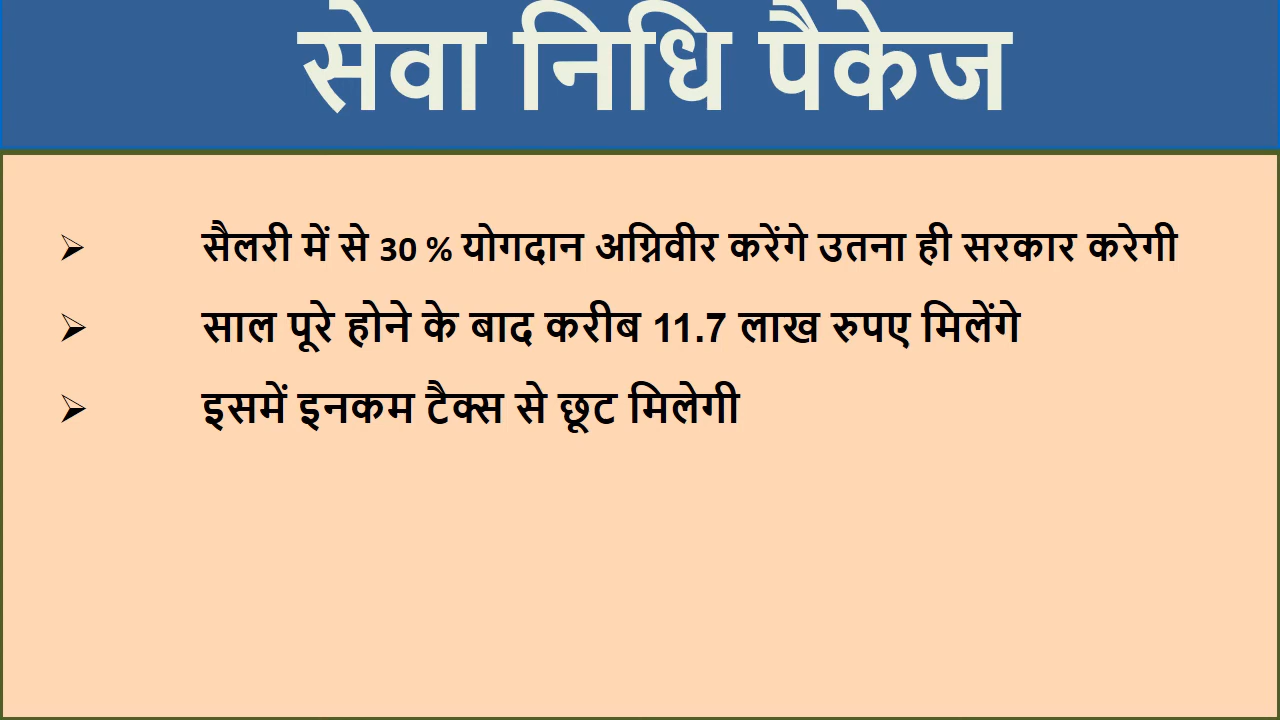 सेवा निधि पैकेज
सैलरी में से 30 % योगदान अग्निवीर करेंगे उतना ही सरकार करेगी
साल पूरे होने के बाद करीब 11.7 लाख रुपए मिलेंगे
इसमें इनकम टैक्स से छूट मिलेगी